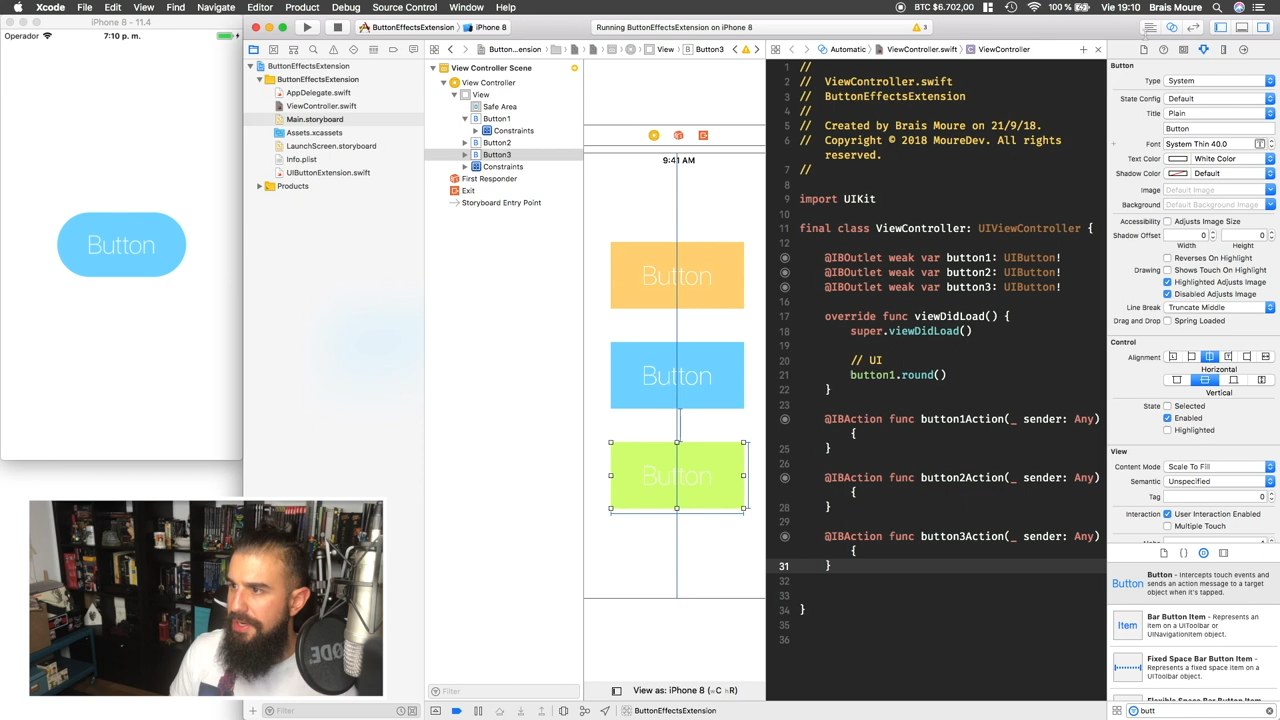 Xcode File Edit View Find Navigate Editor Product Debug Source Control Window Help
BTC $6.702,00 100 % Vie 19:10 Brais Moure
iPhone 8 - 11.4
ButtonEffectsExtension iPhone 8
Running ButtonEffectsExtension on iPhone 8
3
Operador 7:10 p. m.
Button
ButtonEffectsExtension
ButtonEffectsExtension
AppDelegate.swift
ViewController.swift
Main.storyboard
Assets.xcassets
LaunchScreen.storyboard
Info.plist
UIButtonExtension.swift
Products
Filter
Button...ension
View
Button3
View Controller Scene
View Controller
View
Safe Area
Button1
Constraints
Button2
Button3
Constraints
First Responder
Exit
Storyboard Entry Point
Filter
9:41 AM
Button
Button
Button
View as: iPhone 8 (wC hR)
ButtonEffectsExtension
Automatic ViewController.swift ViewController
1 //
2 // ViewController.swift
3 // ButtonEffectsExtension
4 //
5 // Created by Brais Moure on 21/9/18.
6 // Copyright © 2018 MoureDev. All rights
reserved.
7 //
8
9 import UIKit
10
11 final class ViewController: UIViewController {
12
@IBOutlet weak var button1: UIButton!
@IBOutlet weak var button2: UIButton!
@IBOutlet weak var button3: UIButton!
16
17 override func viewDidLoad() {
18 super.viewDidLoad()
19
20 // UI
21 button1.round()
22 }
23
@IBAction func button1Action(_ sender: Any)
{
25 }
26
@IBAction func button2Action(_ sender: Any)
{
28 }
29
@IBAction func button3Action(_ sender: Any)
{
31 }
32
33
34 }
35
36
Button
Type System
State Config Default
Title Plain
Button
Font System Thin 40.0
Text Color White Color
Shadow Color Default
Image Default Image
Background Default Background Image
Accessibility Adjusts Image Size
Shadow Offset 0 0
Width Height
Reverses On Highlight
Drawing Shows Touch On Highlight
Highlighted Adjusts Image
Disabled Adjusts Image
Line Break Truncate Middle
Drag and Drop Spring Loaded
Control
Alignment
Horizontal
Vertical
State Selected
Enabled
Highlighted
View
Content Mode Scale To Fill
Semantic Unspecified
Tag 0
Interaction User Interaction Enabled
Multiple Touch
Button
Button - Intercepts touch events and
sends an action message to a target
object when it's tapped.
Item
Bar Button Item - Represents an
item on a UIToolbar or
UINavigationItem object.
Fixed Space Bar Button Item -
Represents a fixed space item on a
UIToolbar object.
butt